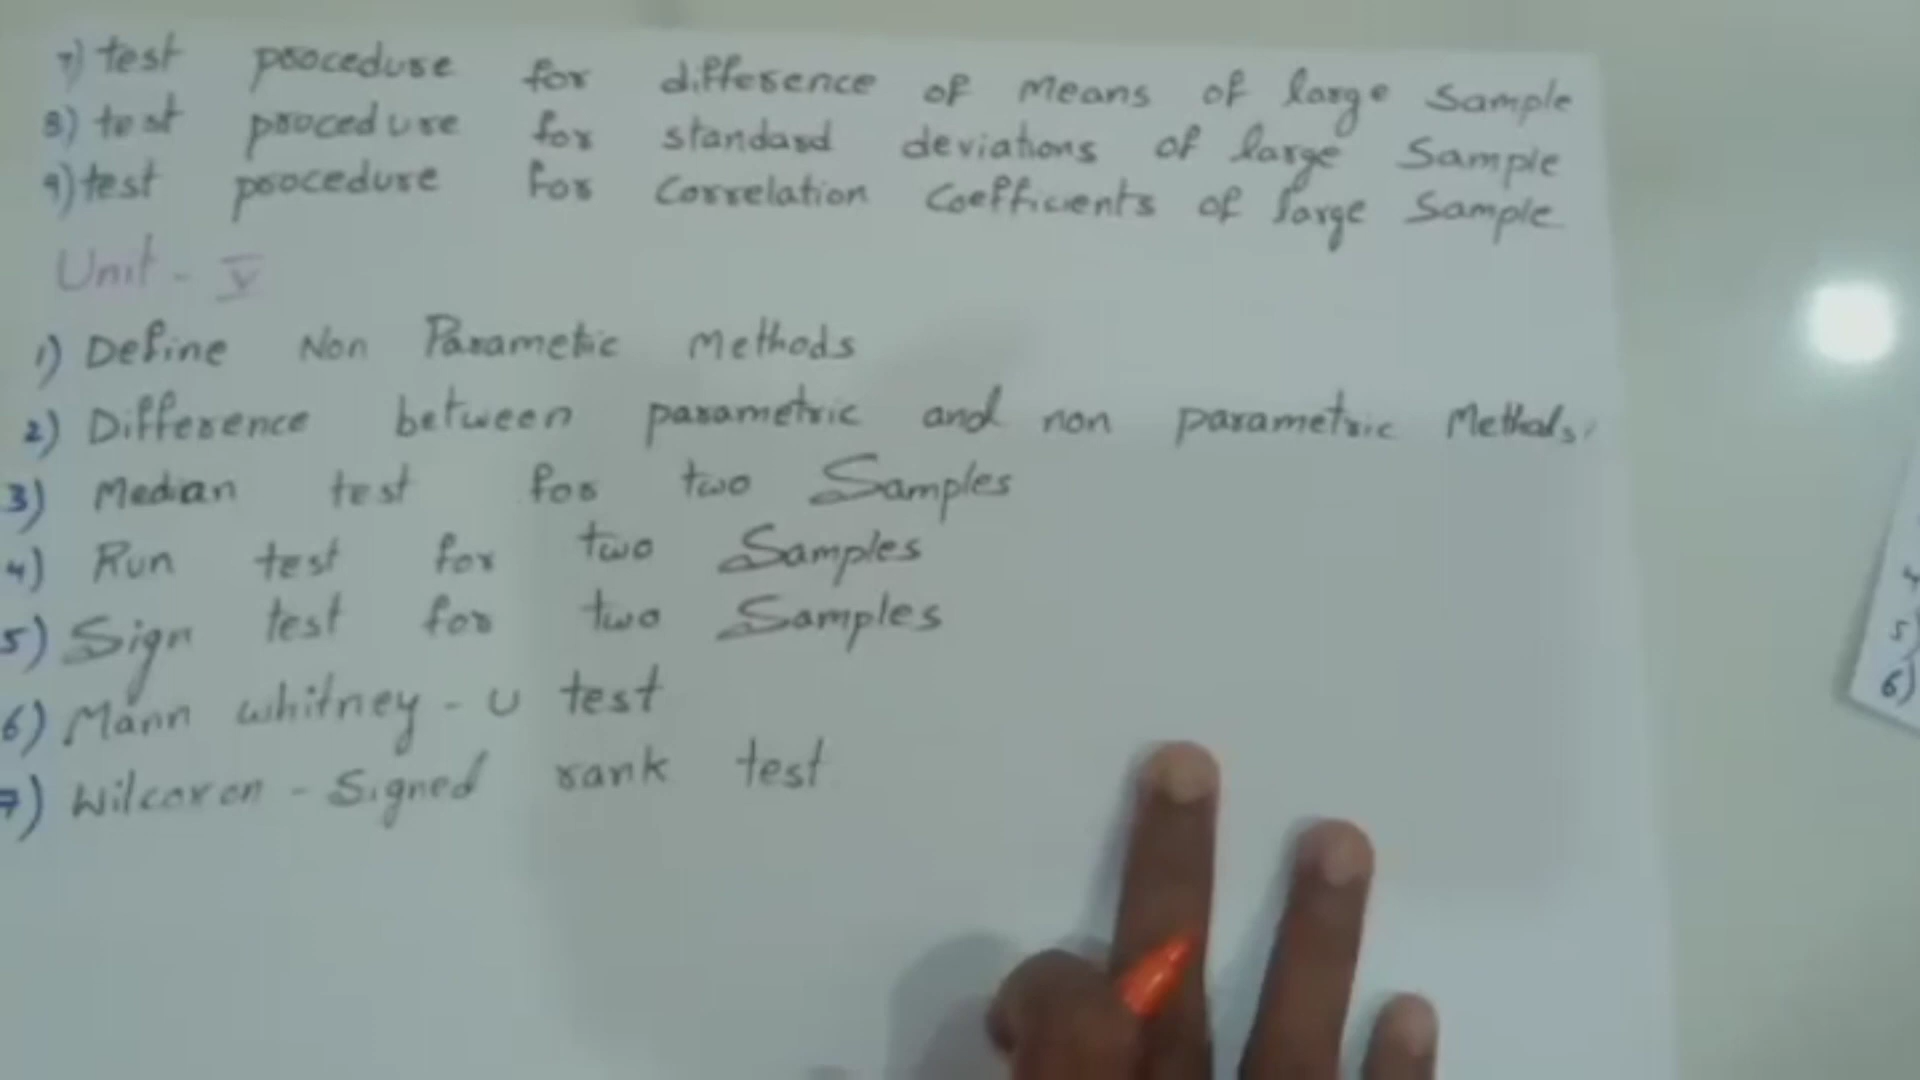 7) test procedure for difference of Means of large Sample
8) test procedure for standard deviations of large Sample
9) test procedure for Correlation Coefficients of large Sample
Unit - V
1) Define Non Parametic Methods
2) Difference between parametric and non parametric Methods.
3) Median test for two Samples
4) Run test for two Samples
5) Sign test for two Samples
6) Mann whitney - U test
7) Wilcoxon - Signed rank test
5)
6)